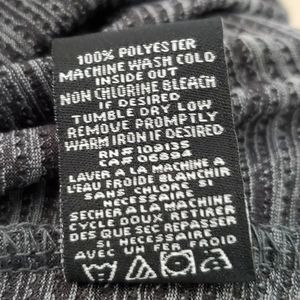 100% POLYESTER
MACHINE WASH COLD
INSIDE OUT
NON CHLORINE BLEACH
IF DESIRED
TUMBLE DRY LOW
REMOVE PROMPTLY
WARM IRON IF DESIRED
RN# 109135
CA# 06894
LAVER A LA MACHINE A
L'EAU FROIDE BLANCHIR
SANS CHLORE SI
NECESSAIRE
SECHER A LA MACHINE A
CYCLE DOUX RETIRER
DES QUE SEC REPASSER
SI NECESSAIRE
AVEC UN FER FROID